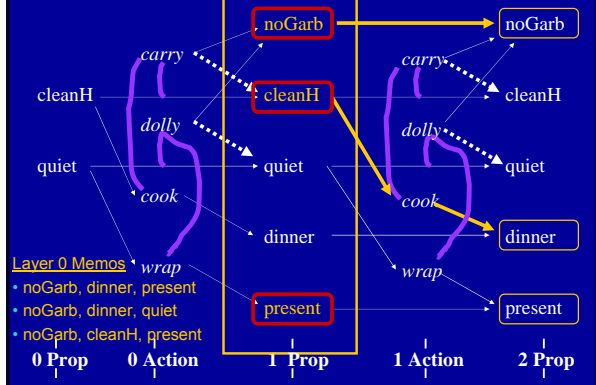 noGarb noGarb
carry carry
cleanH cleanH cleanH
dolly dolly
quiet quiet quiet
cook cook
dinner dinner
Layer 0 Memos
wrap wrap
• noGarb, dinner, present
• noGarb, dinner, quiet
present present
• noGarb, cleanH, present
0 Prop 0 Action 1 Prop 1 Action 2 Prop